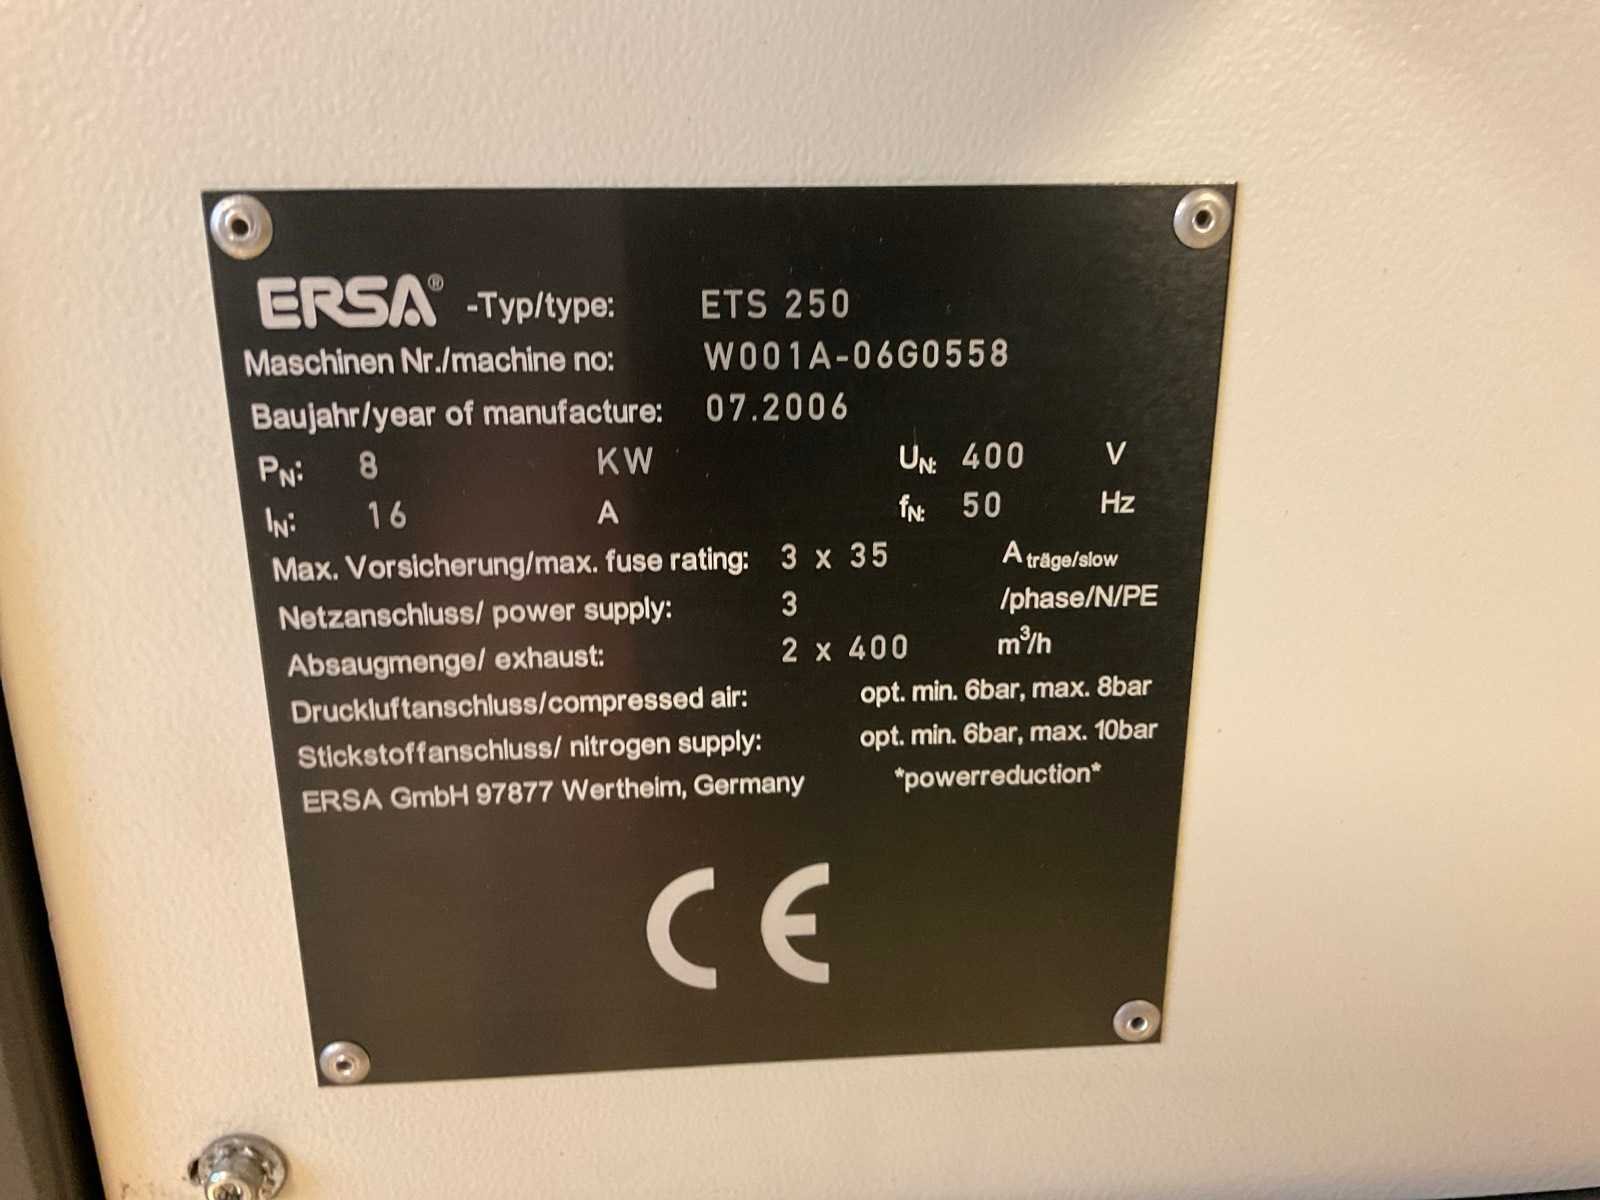 ERSA® -Typ/type: ETS 250
Maschinen Nr./machine no: W001A-06G0558
Baujahr/year of manufacture: 07.2006
PN: 8 KW UN: 400 V
IN: 16 A fN: 50 Hz
Max. Vorsicherung/max. fuse rating: 3 x 35 A träge/slow
Netzanschluss/ power supply: 3 /phase/N/PE
Absaugmenge/ exhaust: 2 x 400 m³/h
Druckluftanschluss/compressed air: opt. min. 6bar, max. 8bar
Stickstoffanschluss/ nitrogen supply: opt. min. 6bar, max. 10bar
ERSA GmbH 97877 Wertheim, Germany *powerreduction*
CE